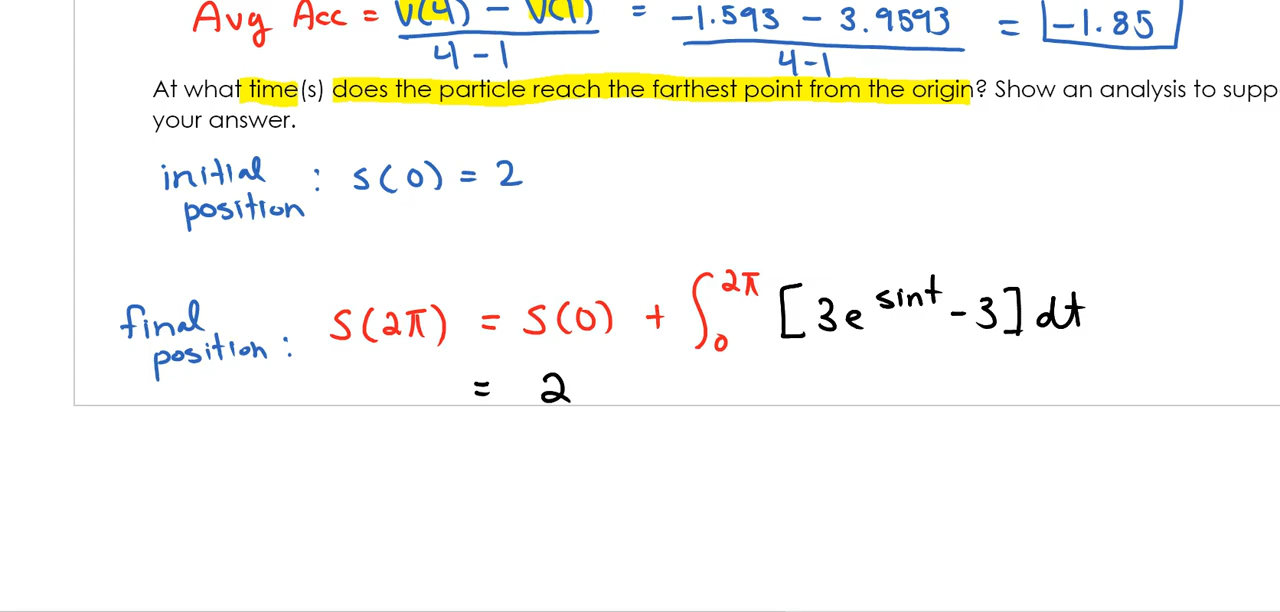 Avg Acc = V(4) - V(1) / 4 - 1 = -1.593 - 3.9593 / 4-1 = -1.85
At what time(s) does the particle reach the farthest point from the origin? Show an analysis to supp
your answer.
initial position : s(0) = 2
final position : s(2π) = s(0) + ∫₀^2π [3e^sint - 3] dt
= 2